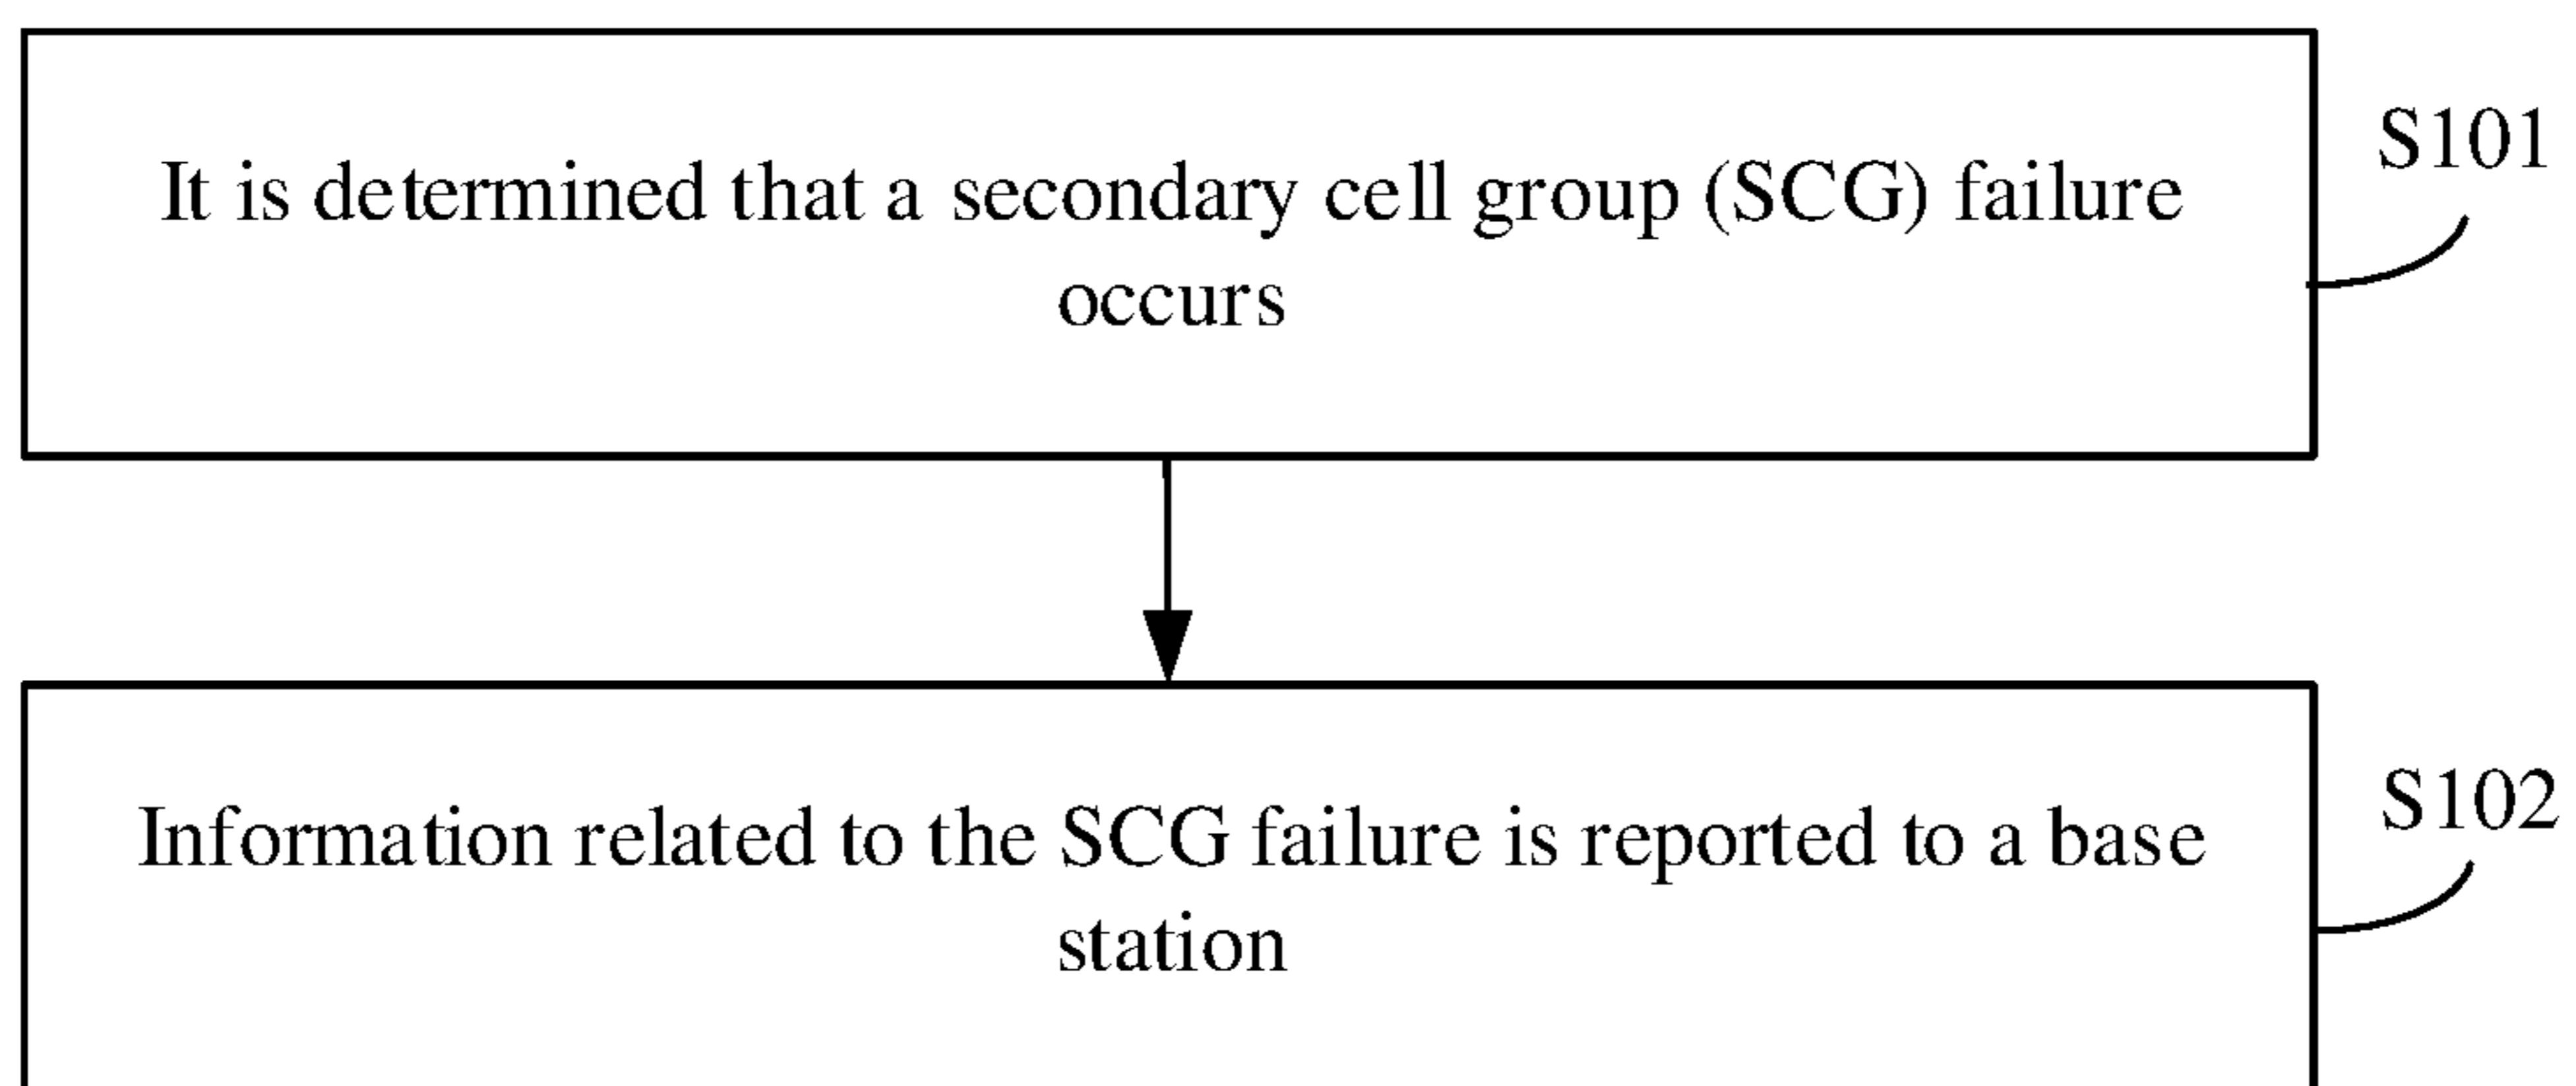 It is determined that a secondary cell group (SCG) failure
occurs
S101
Information related to the SCG failure is reported to a base
station
S102